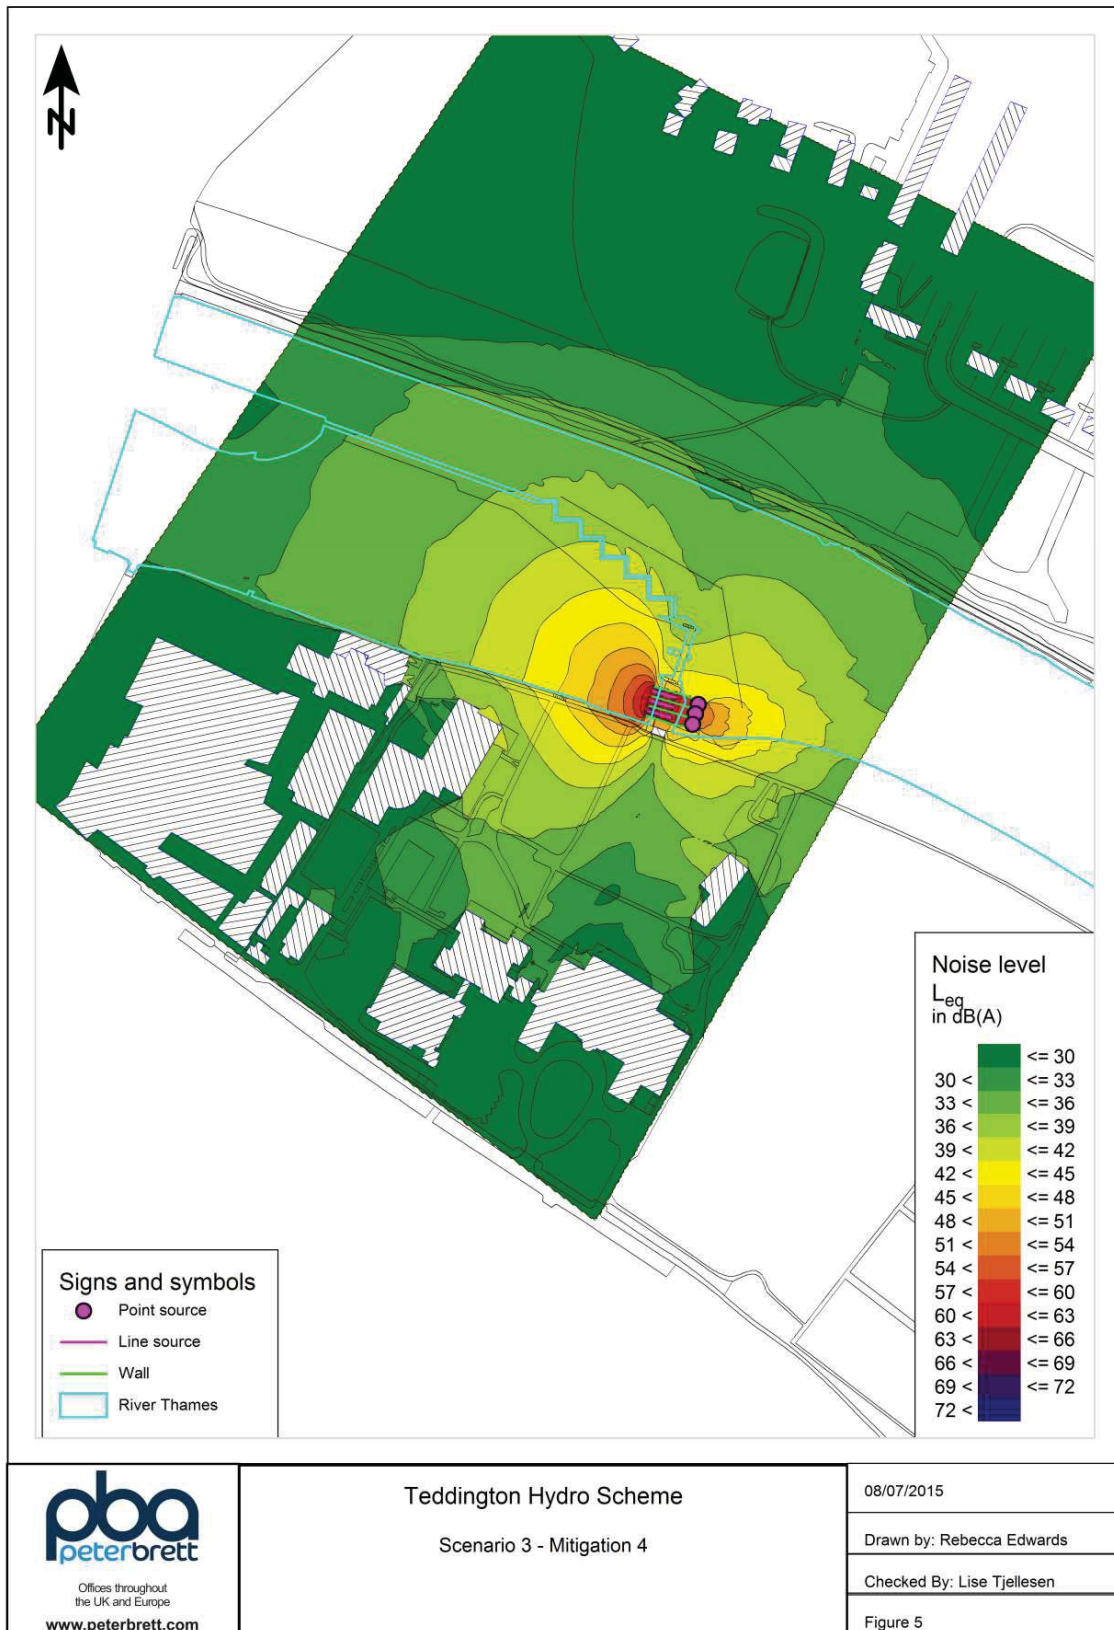 N
Noise level
Leq
in dB(A)
<= 30
30 < <= 33
33 < <= 36
36 < <= 39
39 < <= 42
42 < <= 45
45 < <= 48
48 < <= 51
51 < <= 54
54 < <= 57
57 < <= 60
60 < <= 63
63 < <= 66
66 < <= 69
69 < <= 72
72 <
Signs and symbols
Point source
Line source
Wall
River Thames
pba
peterbrett
Offices throughout
the UK and Europe
www.peterbrett.com
Teddington Hydro Scheme
Scenario 3 - Mitigation 4
08/07/2015
Drawn by: Rebecca Edwards
Checked By: Lise Tjellesen
Figure 5